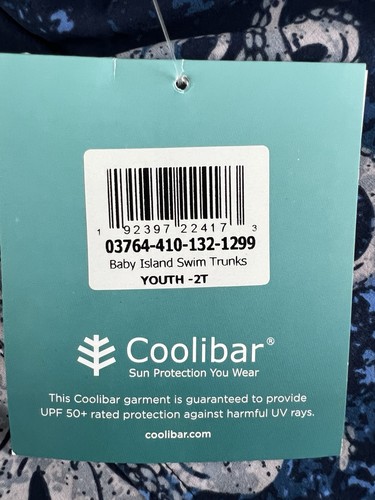 1 92397 22417 3
03764-410-132-1299
Baby Island Swim Trunks
YOUTH -2T
Coolibar®
Sun Protection You Wear
This Coolibar garment is guaranteed to provide
UPF 50+ rated protection against harmful UV rays.
coolibar.com